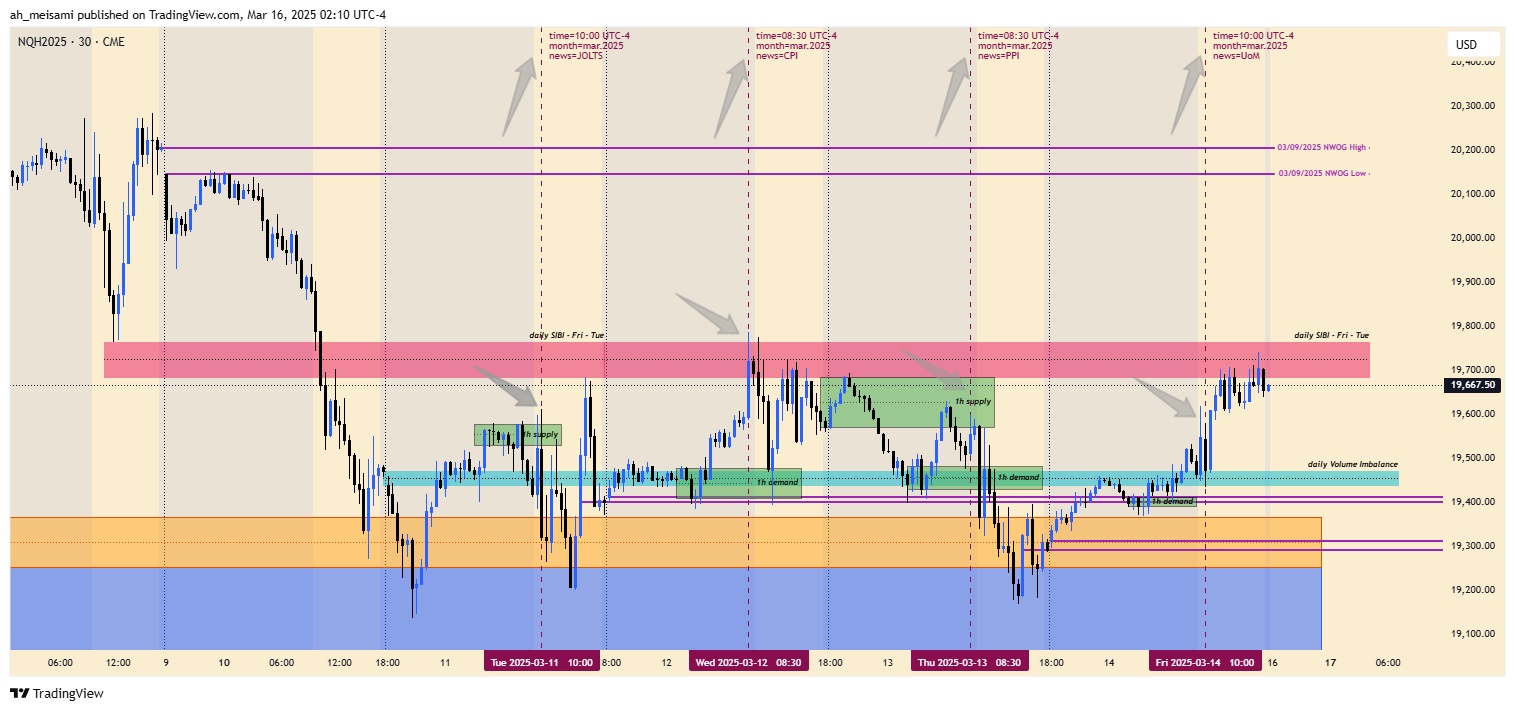 ah_meisami published on TradingView.com, Mar 16, 2025 02:10 UTC-4
NQH2025 · 30 · CME
time=10:00 UTC-4
month=mar.2025
news=JOLTS
time=08:30 UTC-4
month=mar.2025
news=CPI
time=08:30 UTC-4
month=mar.2025
news=PPI
time=10:00 UTC-4
month=mar.2025
news=UoM
USD
20,400.00
20,300.00
20,200.00
20,100.00
20,000.00
19,900.00
19,800.00
19,700.00
19,667.50
19,600.00
19,500.00
19,400.00
19,300.00
19,200.00
19,100.00
03/09/2025 NWOG High -
03/09/2025 NWOG Low -
daily SIBI - Fri - Tue
daily SIBI - Fri - Tue
1h supply
1h supply
daily Volume Imbalance
1h demand
1h demand
1h demand
06:00 12:00 9 10 06:00 12:00 18:00 11 Tue 2025-03-11 10:00 8:00 12 Wed 2025-03-12 08:30 18:00 13 Thu 2025-03-13 08:30 18:00 14 Fri 2025-03-14 10:00 16 17 06:00
TradingView